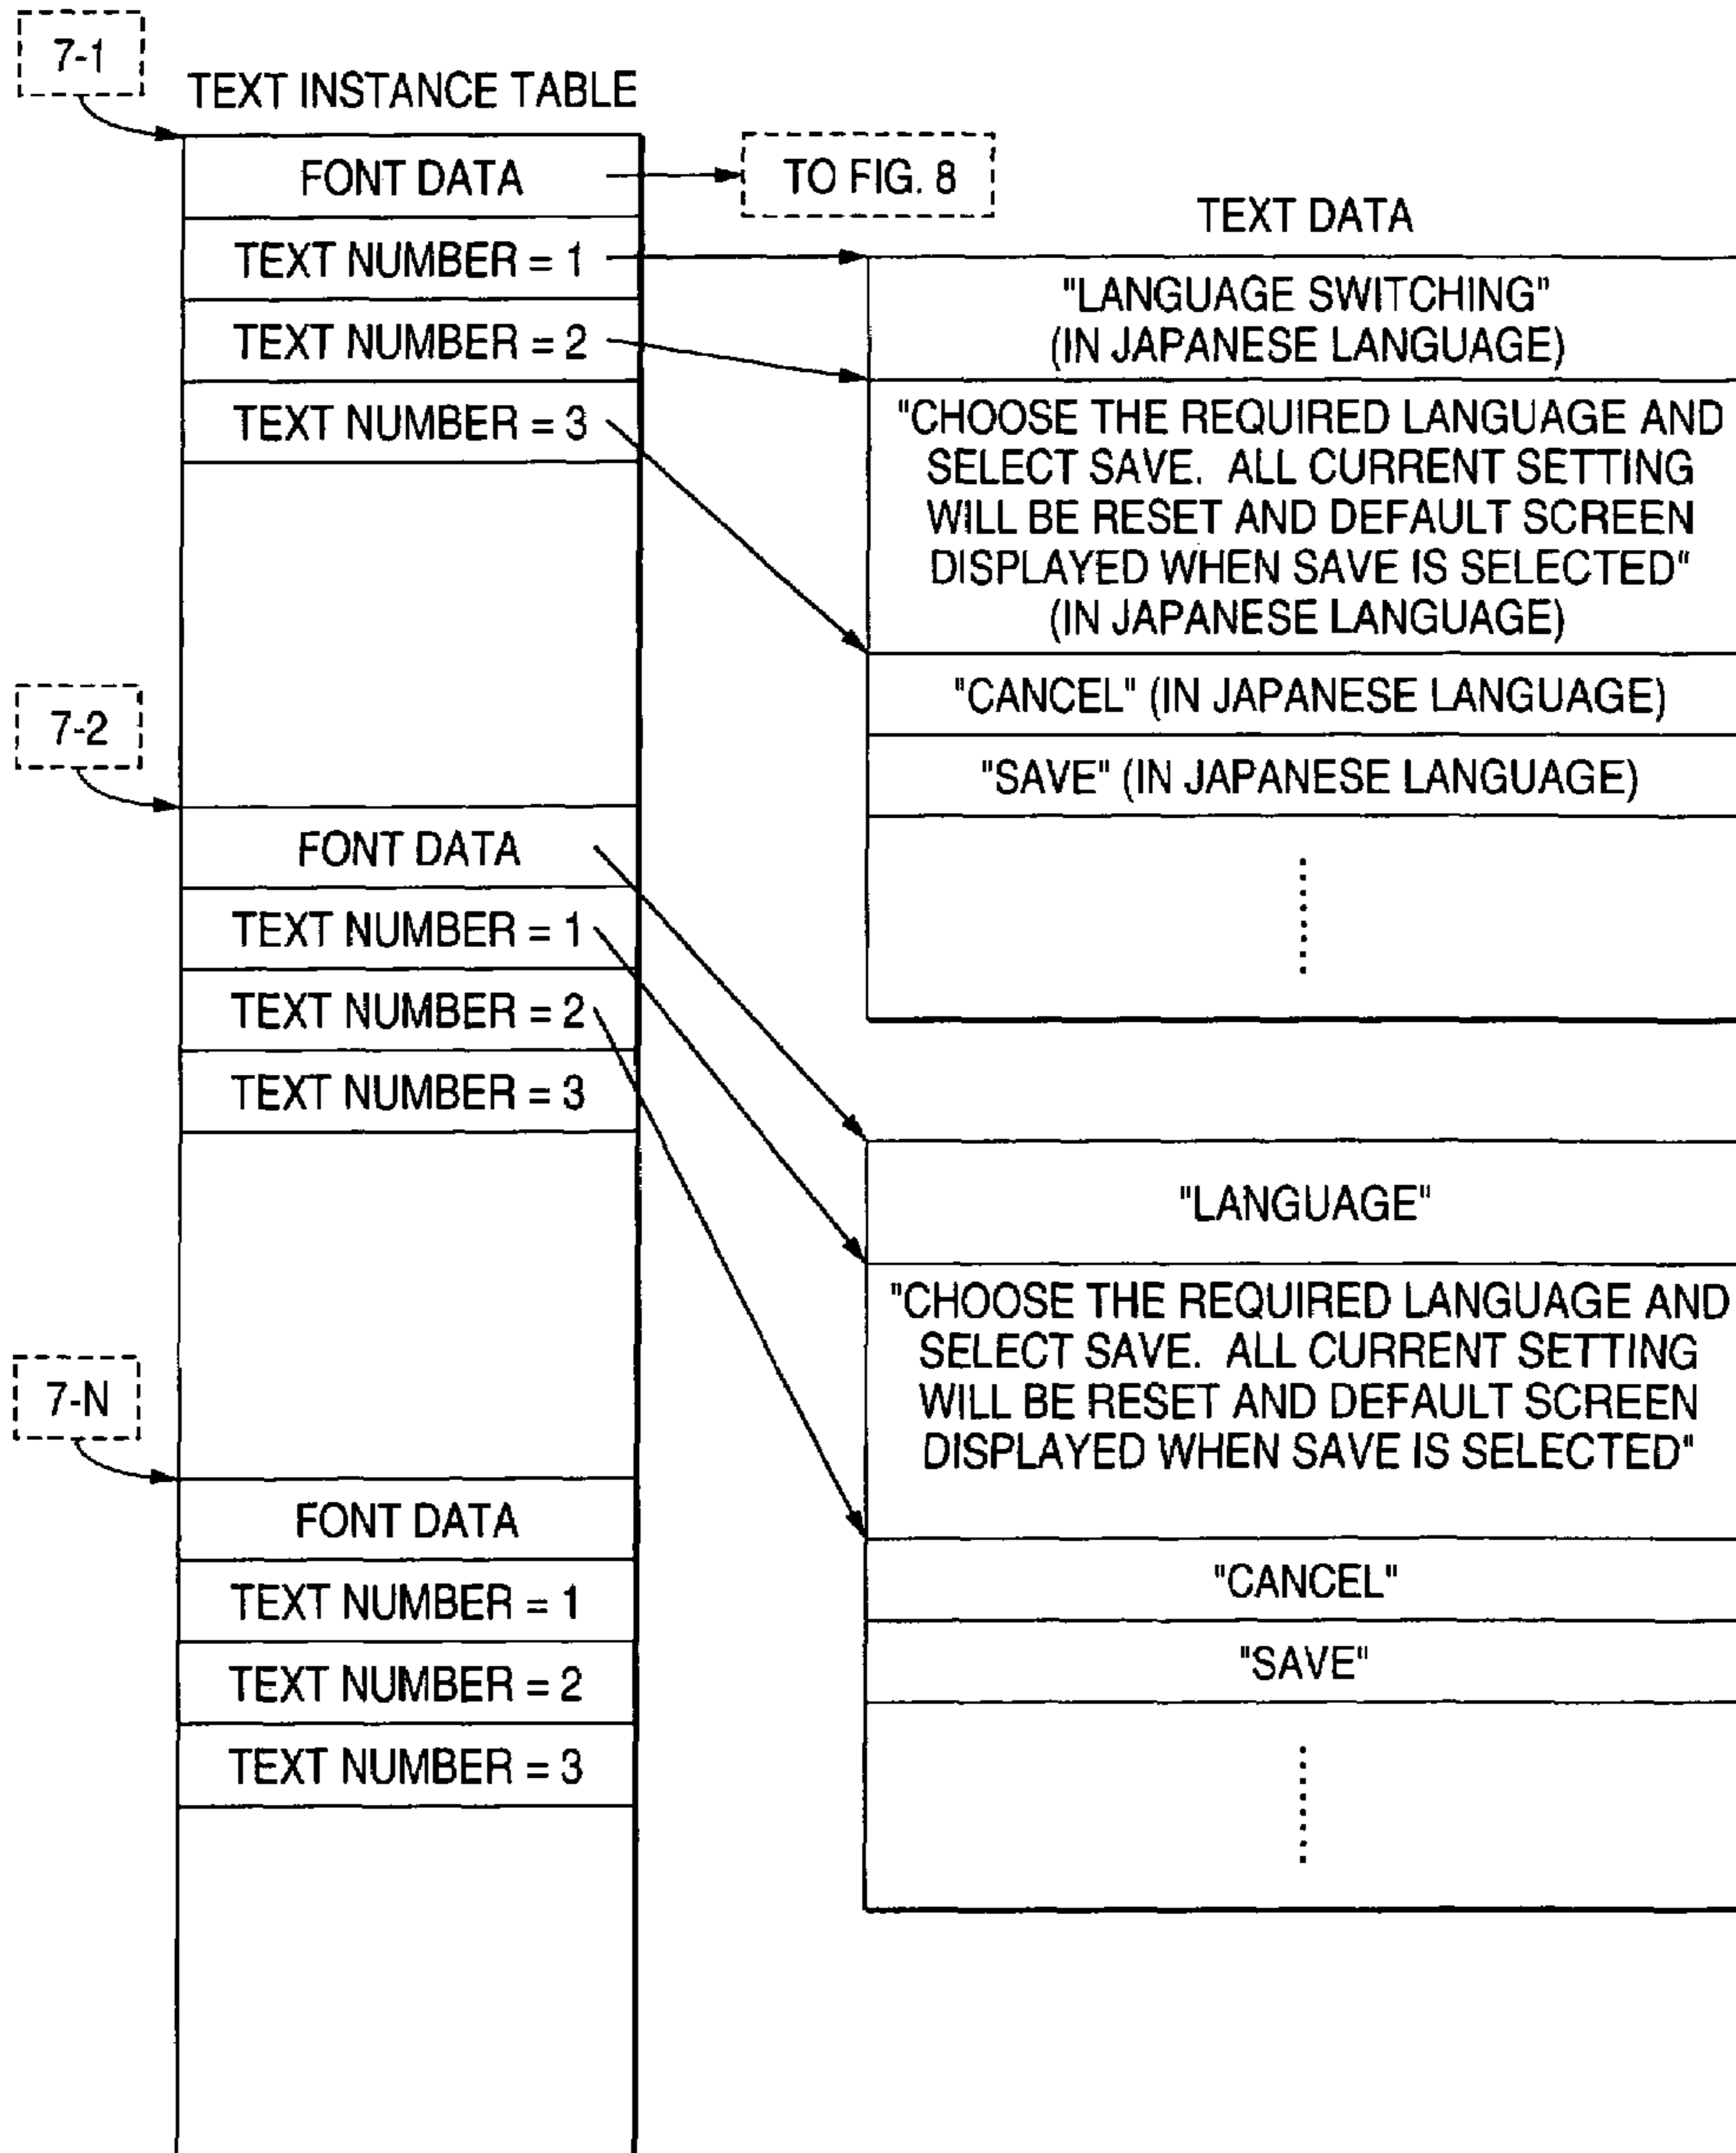 7-1
TEXT INSTANCE TABLE
FONT DATA
TO FIG. 8
TEXT NUMBER = 1
TEXT NUMBER = 2
TEXT NUMBER = 3
TEXT DATA
"LANGUAGE SWITCHING"
(IN JAPANESE LANGUAGE)
"CHOOSE THE REQUIRED LANGUAGE AND
SELECT SAVE. ALL CURRENT SETTING
WILL BE RESET AND DEFAULT SCREEN
DISPLAYED WHEN SAVE IS SELECTED"
(IN JAPANESE LANGUAGE)
"CANCEL" (IN JAPANESE LANGUAGE)
"SAVE" (IN JAPANESE LANGUAGE)
7-2
FONT DATA
TEXT NUMBER = 1
TEXT NUMBER = 2
TEXT NUMBER = 3
"LANGUAGE"
"CHOOSE THE REQUIRED LANGUAGE AND
SELECT SAVE. ALL CURRENT SETTING
WILL BE RESET AND DEFAULT SCREEN
DISPLAYED WHEN SAVE IS SELECTED"
"CANCEL"
"SAVE"
7-N
FONT DATA
TEXT NUMBER = 1
TEXT NUMBER = 2
TEXT NUMBER = 3